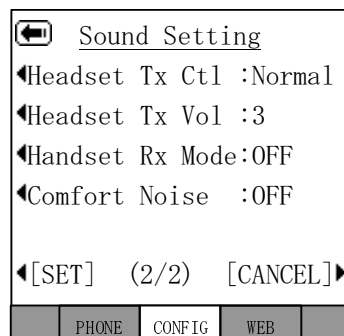 Sound Setting
Headset Tx Ctl :Normal
Headset Tx Vol :3
Handset Rx Mode:OFF
Comfort Noise :OFF
[SET] (2/2) [CANCEL]
PHONE CONFIG WEB